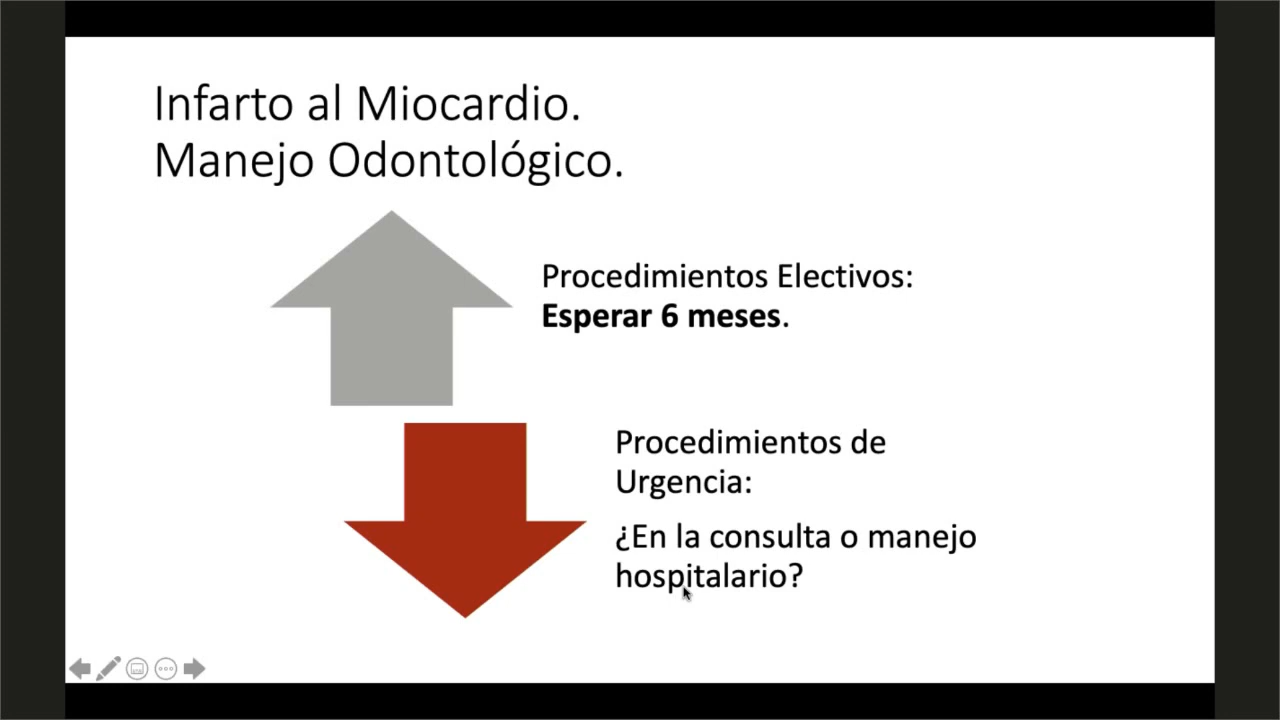 Infarto al Miocardio.
Manejo Odontológico.
Procedimientos Electivos:
Esperar 6 meses.
Procedimientos de
Urgencia:
¿En la consulta o manejo
hospitalario?